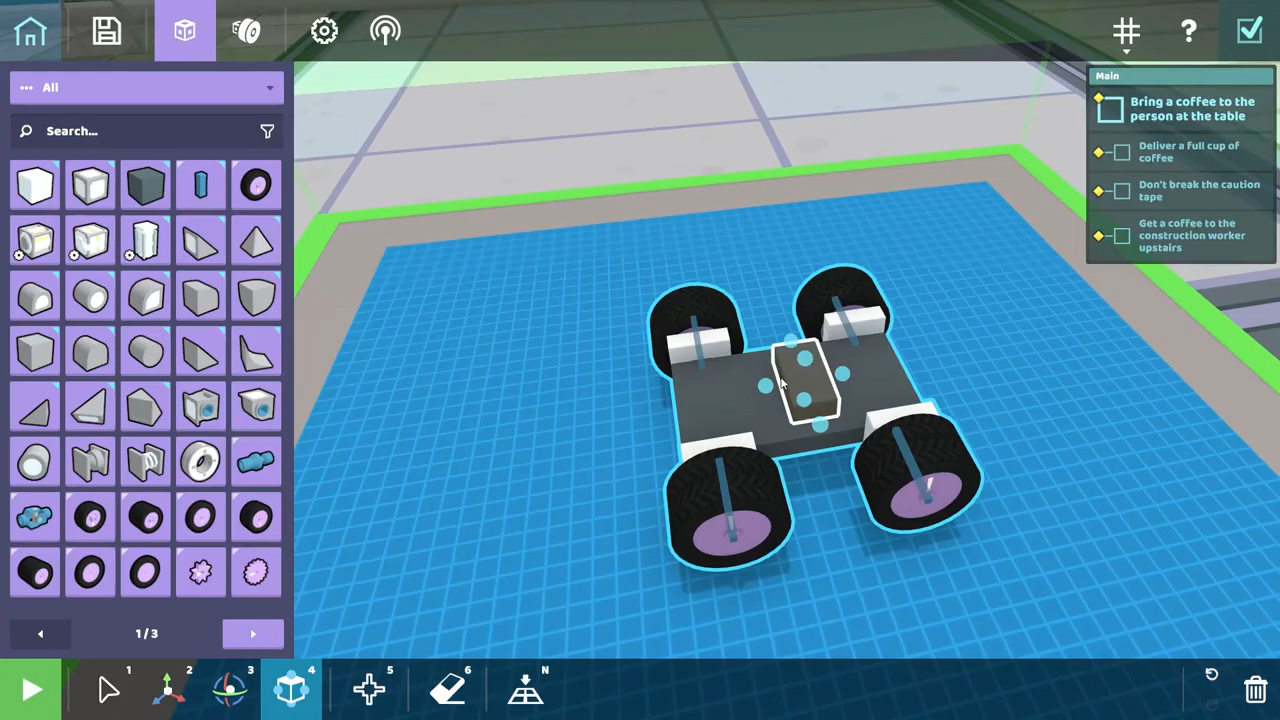 All
Search...
1/3
1
2
3
4
5
6
N
Main
Bring a coffee to the
person at the table
Deliver a full cup of
coffee
Don't break the caution
tape
Get a coffee to the
construction worker
upstairs
?